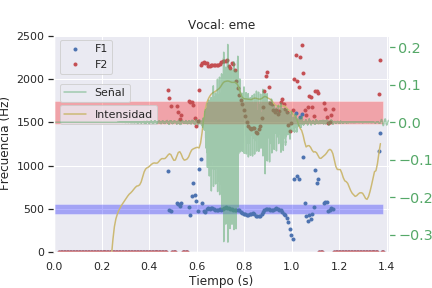 Vocal: eme
F1
F2
Señal
Intensidad
Frecuencia (Hz)
2500
2000
1500
1000
500
0
0.2
0.1
0.0
−0.1
−0.2
−0.3
0.0 0.2 0.4 0.6 0.8 1.0 1.2 1.4
Tiempo (s)